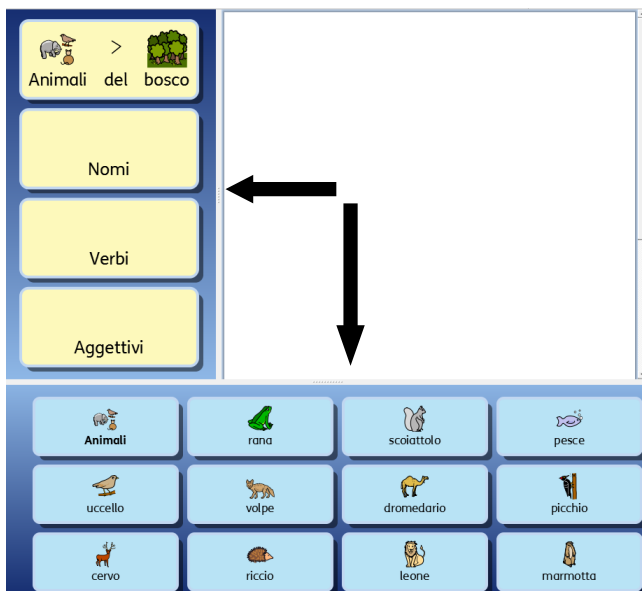 >
Animali del bosco
Nomi
Verbi
Aggettivi
Animali rana scoiattolo pesce
uccello volpe dromedario picchio
cervo riccio leone marmotta